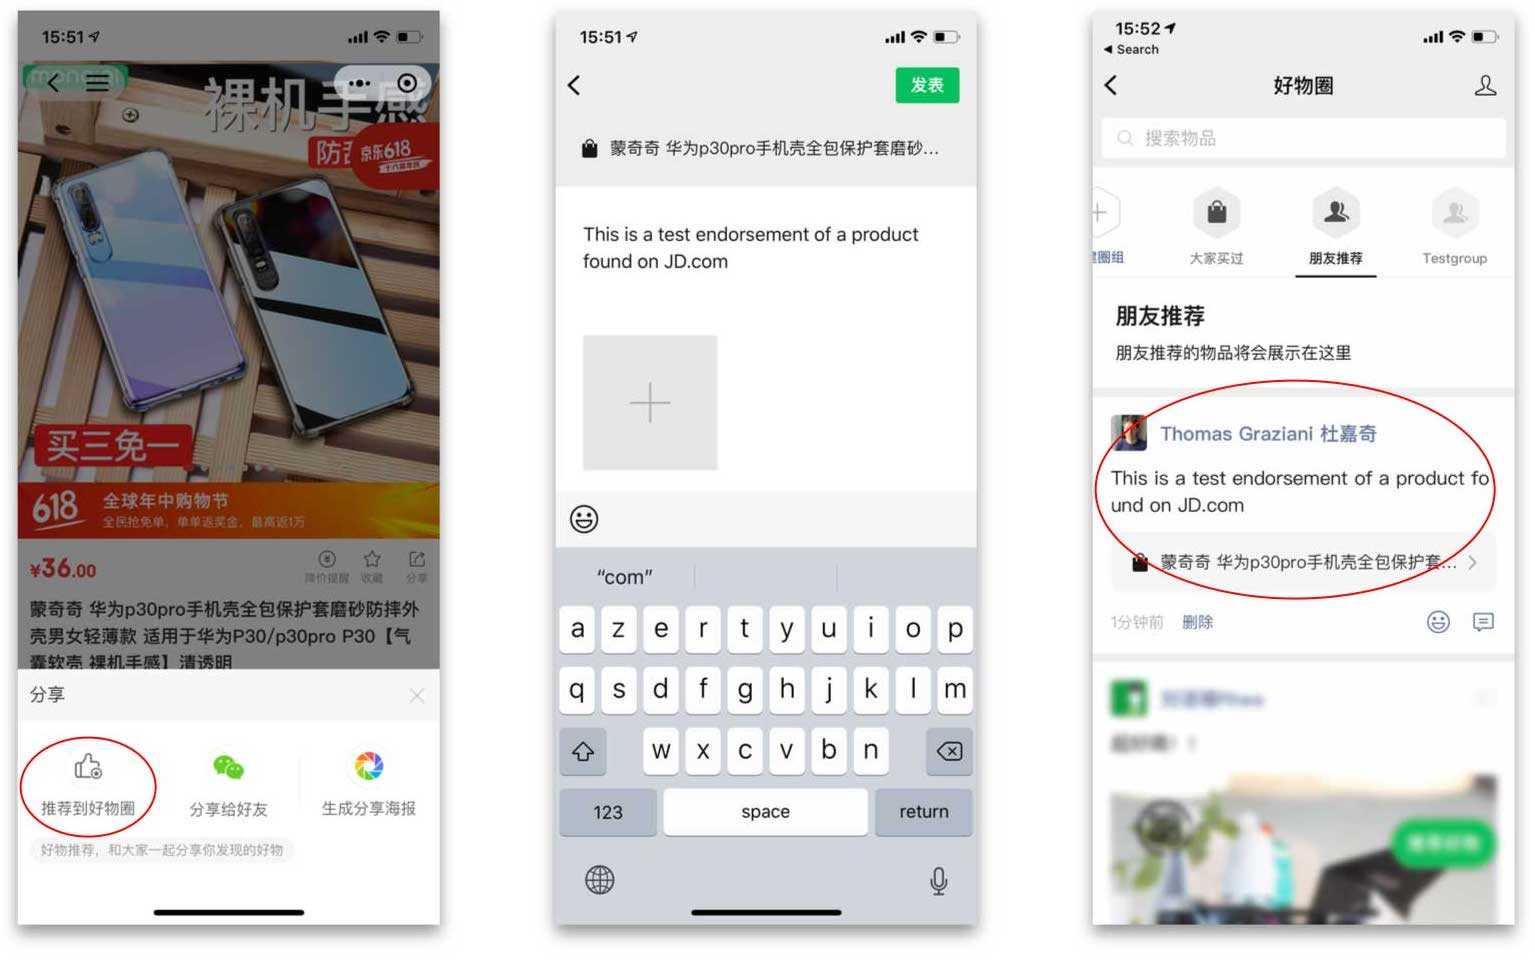 15:51
裸机手感
京东618
买三免一
618 全球年中购物节
全民抢免单，单单返奖金，最高返1万
¥36.00
降价提醒 收藏 分享
蒙奇奇 华为p30pro手机壳全包保护套磨砂防摔外
壳男女轻薄款 适用于华为P30/p30pro P30【气
囊软壳 裸机手感】清透明
分享
推荐到好物圈 分享给好友 生成分享海报
好物推荐，和大家一起分享你发现的好物
15:51
发表
蒙奇奇 华为p30pro手机壳全包保护套磨砂...
This is a test endorsement of a product
found on JD.com
“com”
a z e r t y u i o p
q s d f g h j k l m
w x c v b n
123 space return
15:52
Search
好物圈
搜索物品
建圈组 大家买过 朋友推荐 Testgroup
朋友推荐
朋友推荐的物品将会展示在这里
Thomas Graziani 杜嘉奇
This is a test endorsement of a product fo
und on JD.com
蒙奇奇 华为p30pro手机壳全包保护套...
1分钟前 删除